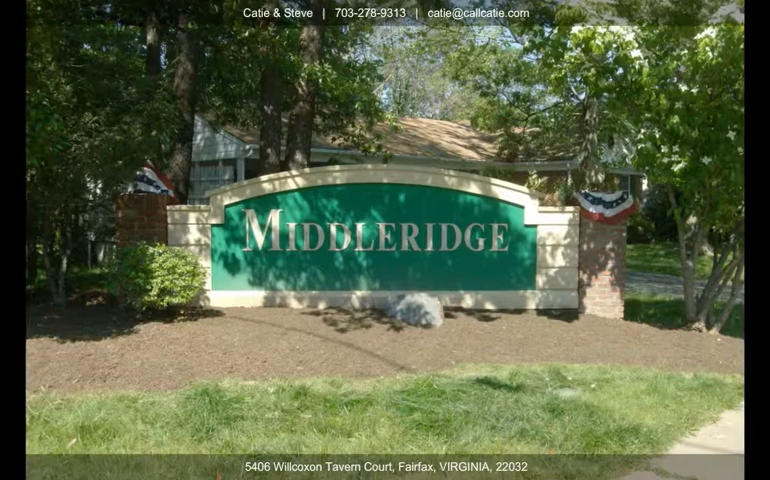 Catie & Steve | 703-278-9313 | catie@callcatie.com
MIDDLERIDGE
5406 Willcoxon Tavern Court, Fairfax, VIRGINIA, 22032